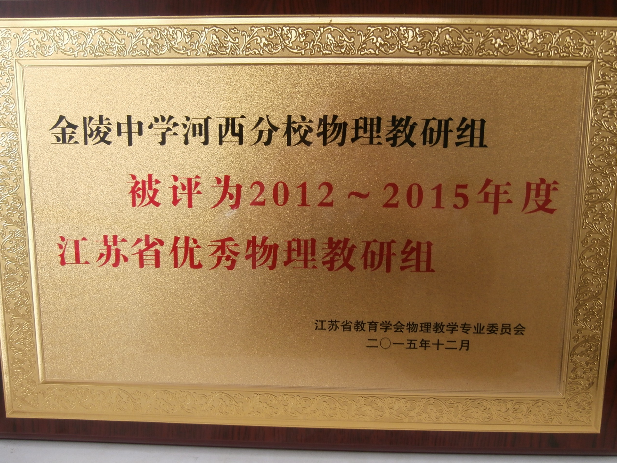 金陵中学河西分校物理教研组
被评为2012～2015年度
江苏省优秀物理教研组
江苏省教育学会物理教学专业委员会
二〇一五年十二月